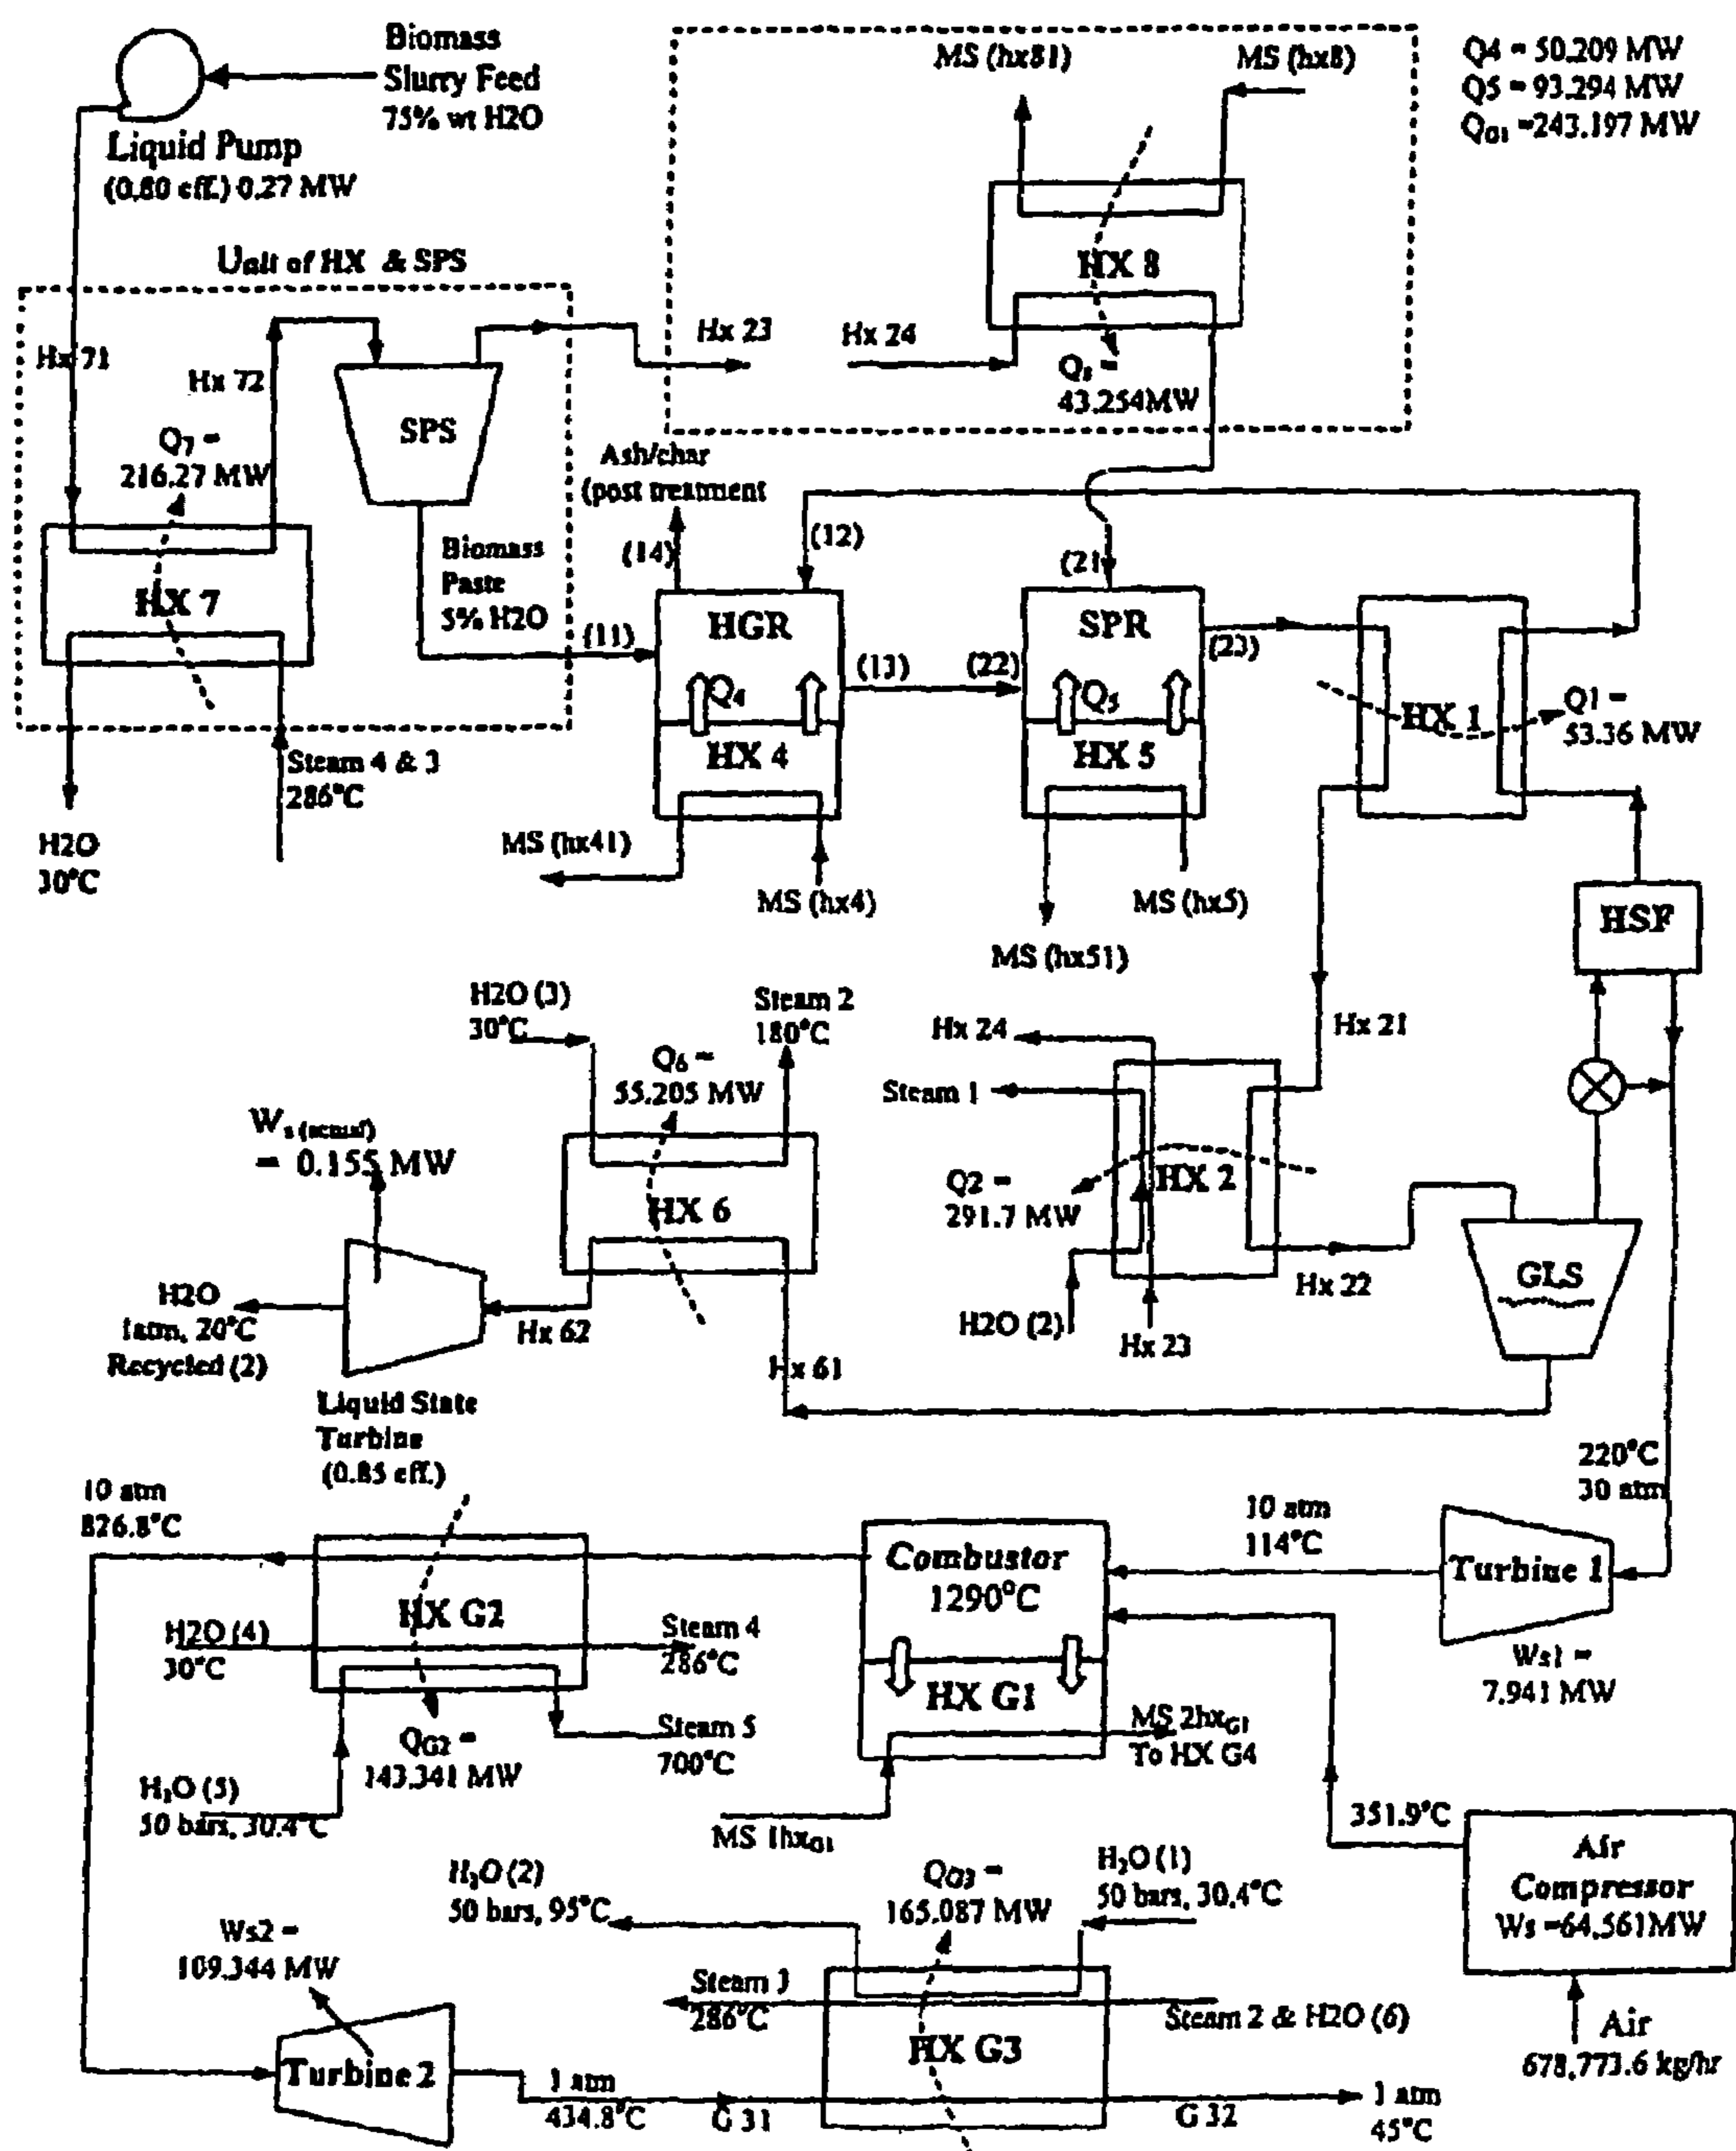 Biomass
Slurry Feed
75% wt H2O
Liquid Pump
(0.80 eff.) 0.27 MW
MS (hx81)
MS (hx8)
Q4 = 50.209 MW
Q5 = 93.294 MW
QG1 =243.197 MW
HX 8
Unit of HX & SPS
Hx 71
Hx 72
SPS
Hx 23
Hx 24
Q8 =
43.254MW
Q7 =
216.27 MW
HX 7
Biomass
Paste
5% H2O
Ash/char
(post treatment
(14)
(12)
(21
(11)
HGR
Q4
HX 4
(13)
(22)
SPR
Q5
HX 5
(23)
HX 1
Q1 =
53.36 MW
Steam 4 & 3
286°C
H2O
30°C
MS (hx41)
MS (hx4)
MS (hx5)
MS (hx51)
HSF
H2O (3)
30°C
Steam 2
180°C
Hx 24
Hx 21
Steam 1
Q6 =
55.205 MW
Ws (actual)
= 0.155 MW
HX 6
Q2 =
291.7 MW
HX 2
H2O
1atm, 20°C
Recycled (2)
Hx 62
Hx 61
H2O (2)
Hx 23
Hx 22
GLS
Liquid State
Turbine
(0.85 eff.)
220°C
30 atm
10 atm
826.8°C
HX G2
Combustor
1290°C
10 atm
114°C
Turbine 1
Ws1 =
7.941 MW
H2O (4)
30°C
Steam 4
286°C
HX G1
MS 2hxG1
To HX G4
Steam 5
700°C
QG2 =
143.341 MW
H2O (5)
50 bars, 30.4°C
MS 1hxG1
351.9°C
Air
Compressor
Ws =64.561MW
H2O (2)
50 bars, 95°C
QG3 =
165.087 MW
H2O (1)
50 bars, 30.4°C
Ws2 =
109.344 MW
Steam 3
286°C
Steam 2 & H2O (6)
HX G3
Air
678,773.6 kg/hr
Turbine 2
1 atm
434.8°C
G 31
G 32
1 atm
45°C